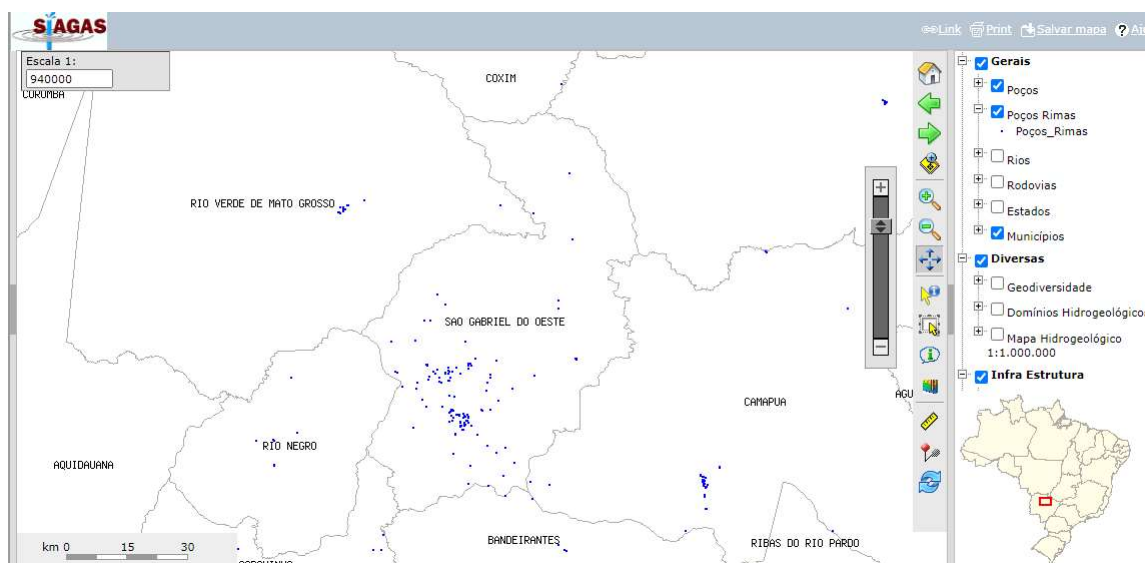 SIAGAS
Link Print Salvar mapa
Escala 1:
940000
CORUMBA
COXIM
RIO VERDE DE MATO GROSSO
SAO GABRIEL DO OESTE
CAMAPUA
RIO NEGRO
AQUIDAUANA
BANDEIRANTES
RIBAS DO RIO PARDO
km 0 15 30
Gerais
Poços
Poços Rimas
Poços_Rimas
Rios
Rodovias
Estados
Municípios
Diversas
Geodiversidade
Domínios Hidrogeológicos
Mapa Hidrogeológico
1:1.000.000
Infra Estrutura